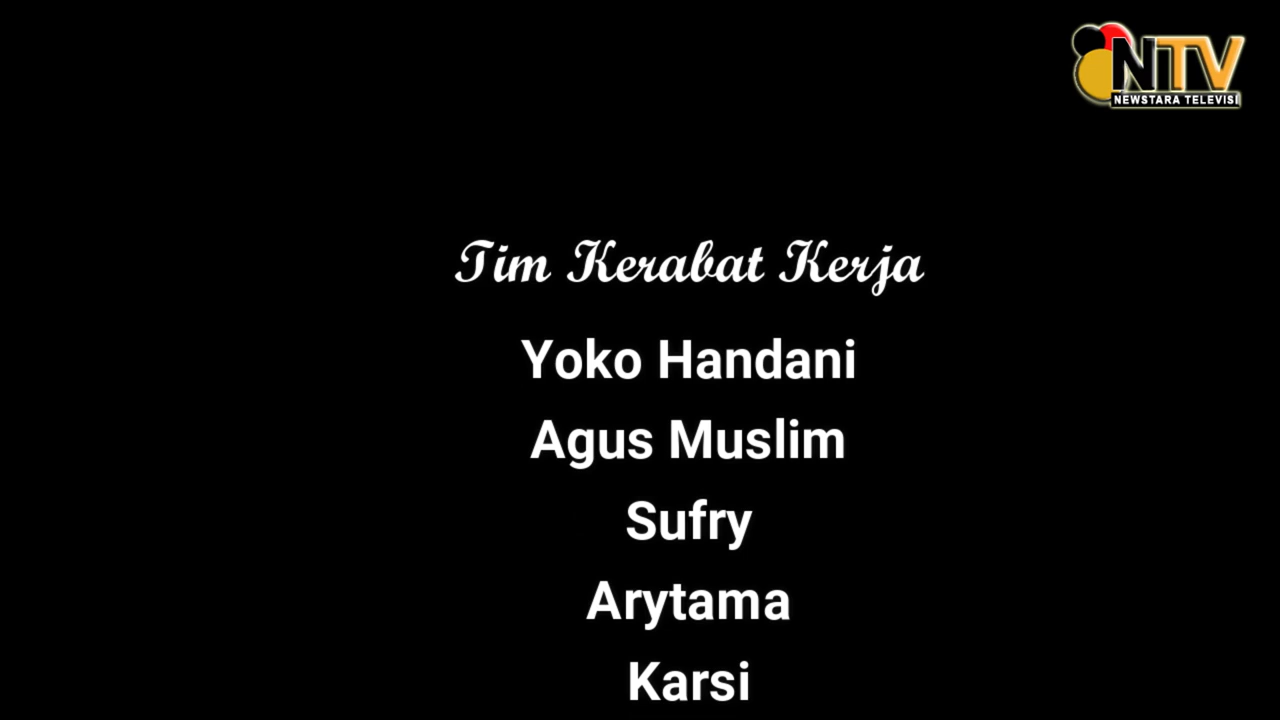 NTV
NEWSTARA TELEVISI
Tim Kerabat Kerja
Yoko Handani
Agus Muslim
Sufry
Arytama
Karsi